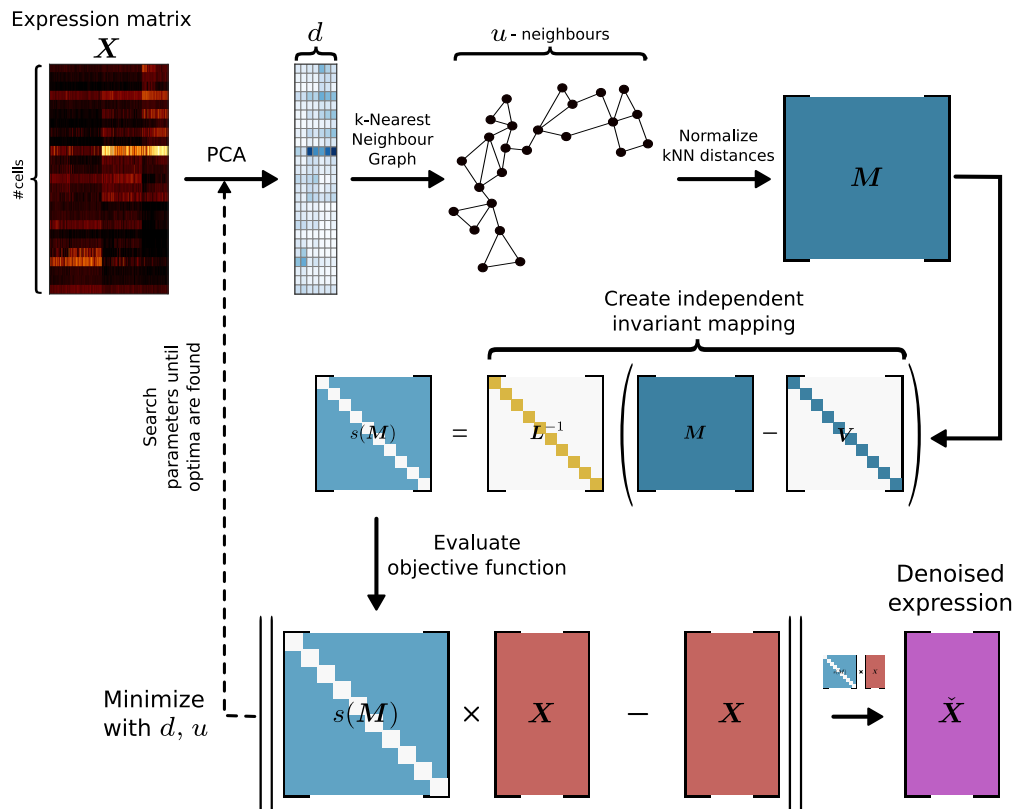 Expression matrix
X
#cells
PCA
d
k-Nearest
Neighbour
Graph
u - neighbours
Normalize
kNN distances
M
Create independent
invariant mapping
s(M)
=
L⁻¹
M
−
V
Search
parameters until
optima are found
Evaluate
objective function
Minimize
with d, u
s(M)
×
X
−
X
× X
Denoised
expression
X̌